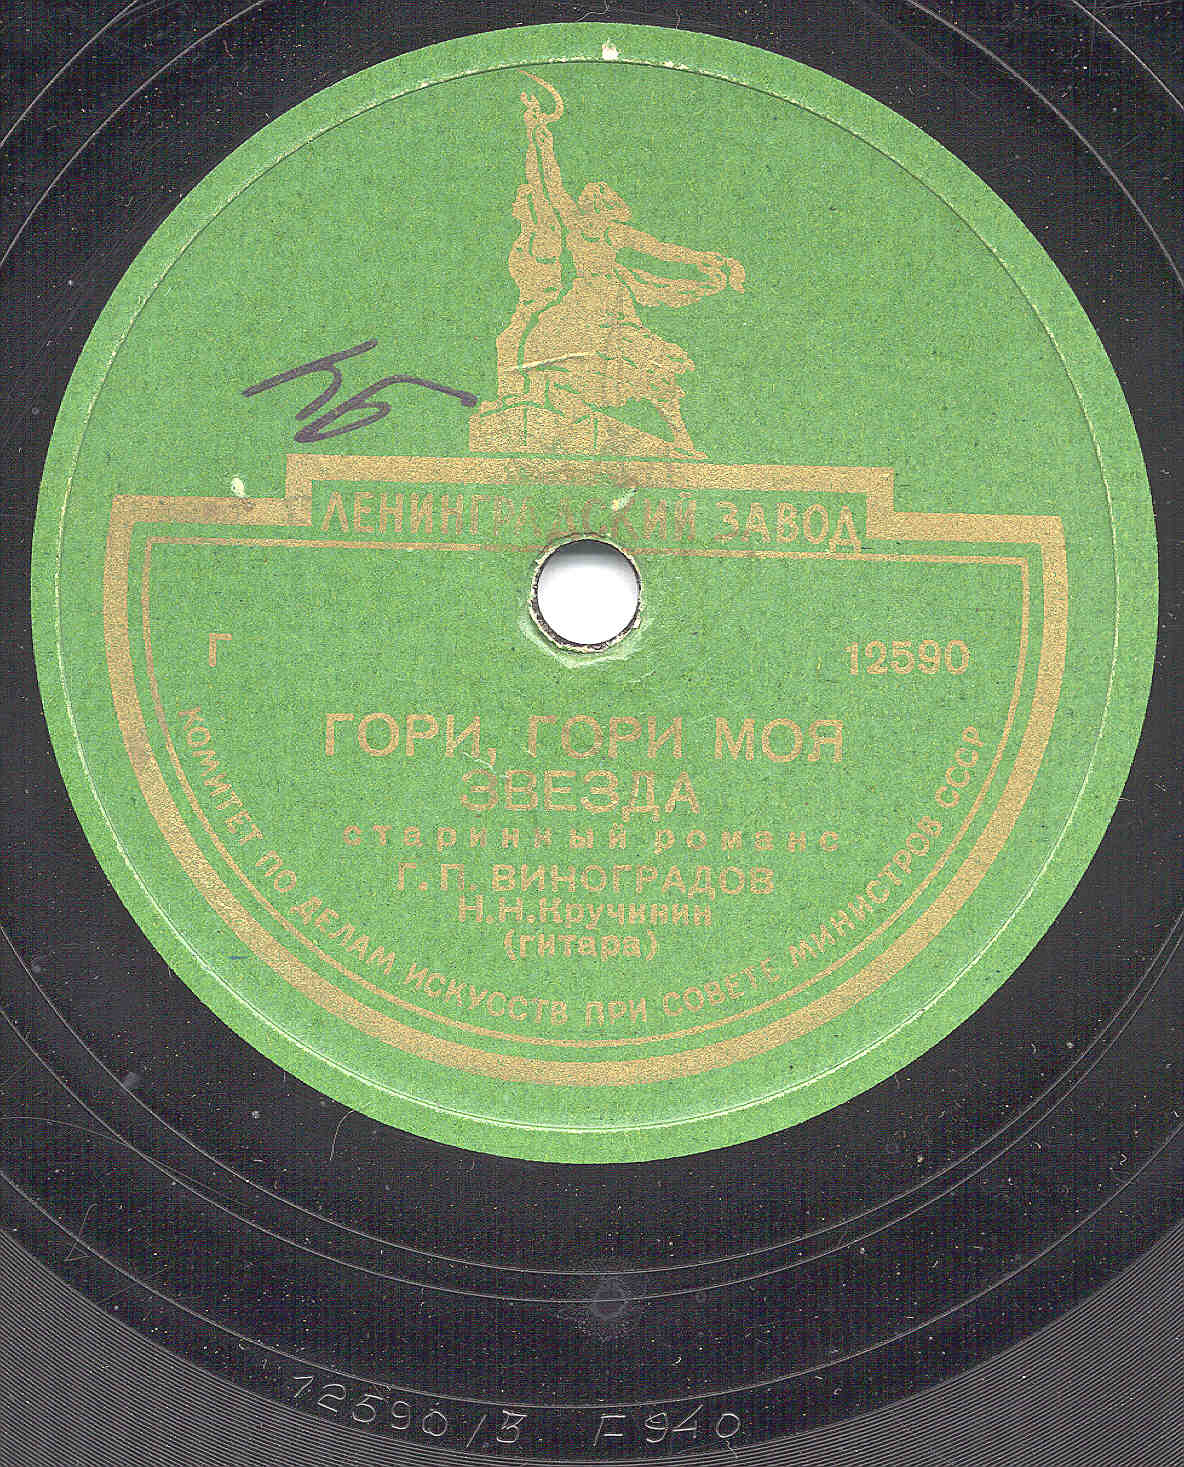 ЛЕНИНГРАДСКИЙ ЗАВОД
Г 12590
ГОРИ, ГОРИ МОЯ
ЗВЕЗДА
старинный романс
Г. П. ВИНОГРАДОВ
Н. Н. Кручинин
(гитара)
КОМИТЕТ ПО ДЕЛАМ ИСКУССТВ ПРИ СОВЕТЕ МИНИСТРОВ СССР
12590/3 Г 940